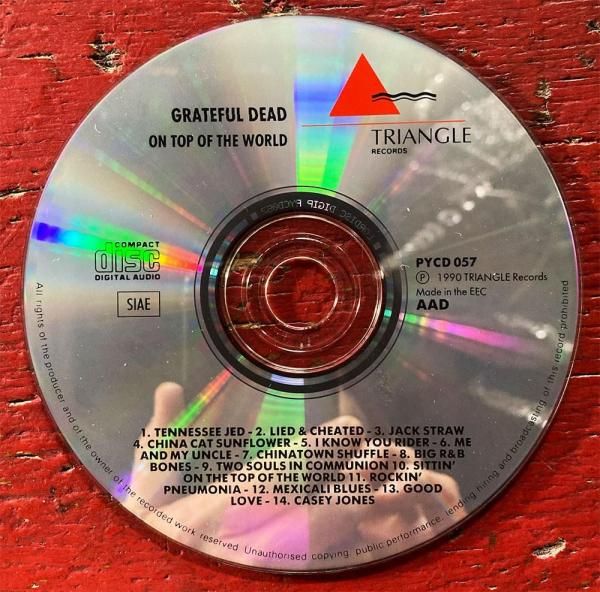 GRATEFUL DEAD
ON TOP OF THE WORLD
TRIANGLE
RECORDS
COMPACT
disc
DIGITAL AUDIO
SIAE
PYCD 057
Ⓟ 1990 TRIANGLE Records
Made in the EEC
AAD
1. TENNESSEE JED - 2. LIED & CHEATED - 3. JACK STRAW
4. CHINA CAT SUNFLOWER - 5. I KNOW YOU RIDER - 6. ME
AND MY UNCLE - 7. CHINATOWN SHUFFLE - 8. BIG R&B
BONES - 9. TWO SOULS IN COMMUNION 10. SITTIN'
ON THE TOP OF THE WORLD 11. ROCKIN'
PNEUMONIA - 12. MEXICALI BLUES - 13. GOOD
LOVE - 14. CASEY JONES
All rights of the producer and of the owner of the recorded work reserved. Unauthorised copying, public performance, lending hiring and broadcasting of this record prohibited